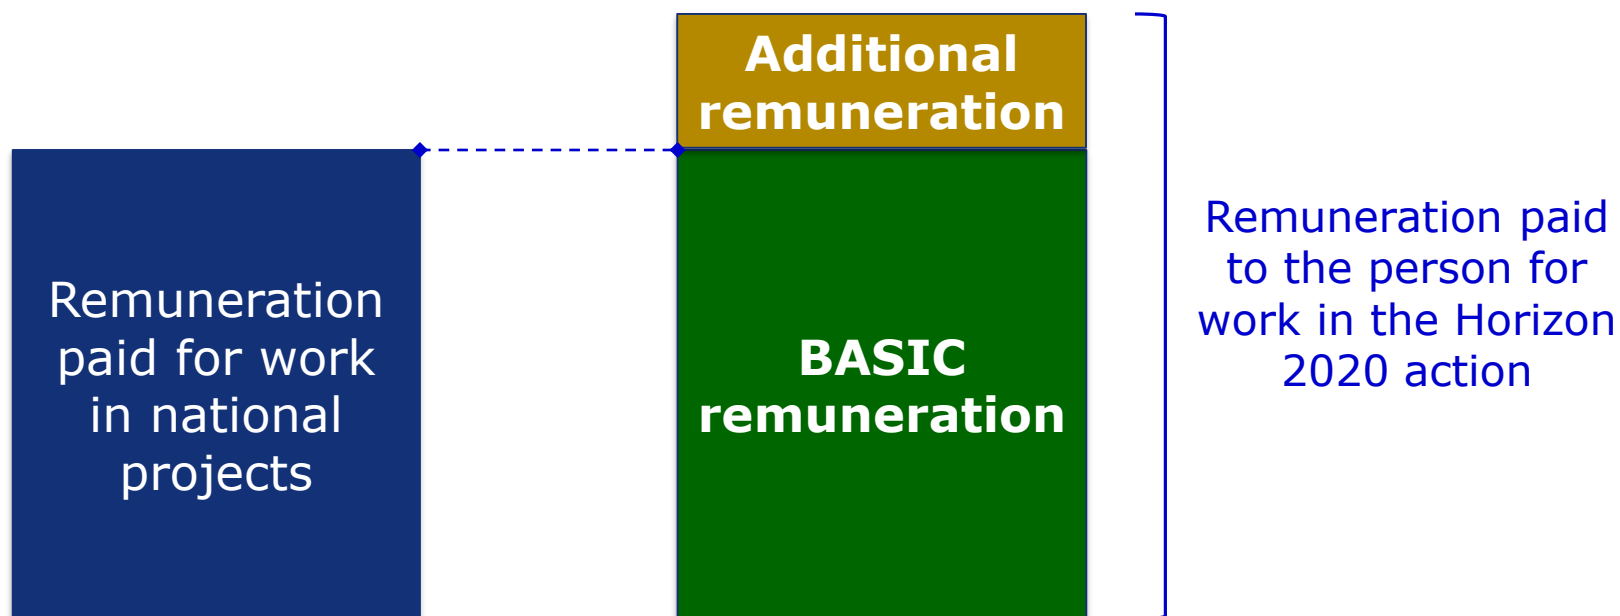 Additional
remuneration
Remuneration
paid for work
in national
projects
BASIC
remuneration
Remuneration paid
to the person for
work in the Horizon
2020 action